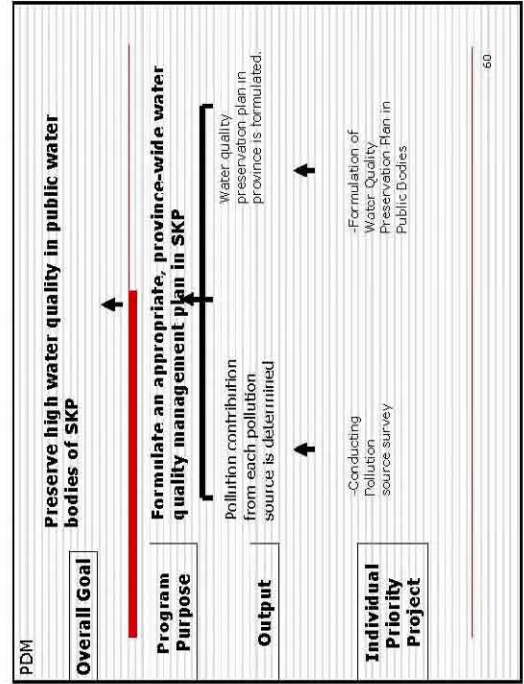 PDM
Overall Goal
Preserve high water quality in public water
bodies of SKP
Program
Purpose
Formulate an appropriate, province-wide water
quality management plan in SKP
Output
Pollution contribution
from each pollution
source is determined
Water quality
preservation plan in
province is formulated.
Individual
Priority
Project
-Conducting
Pollution
source survey
-Formulation of
Water Quality
Preservation Plan in
Public Bodies
60